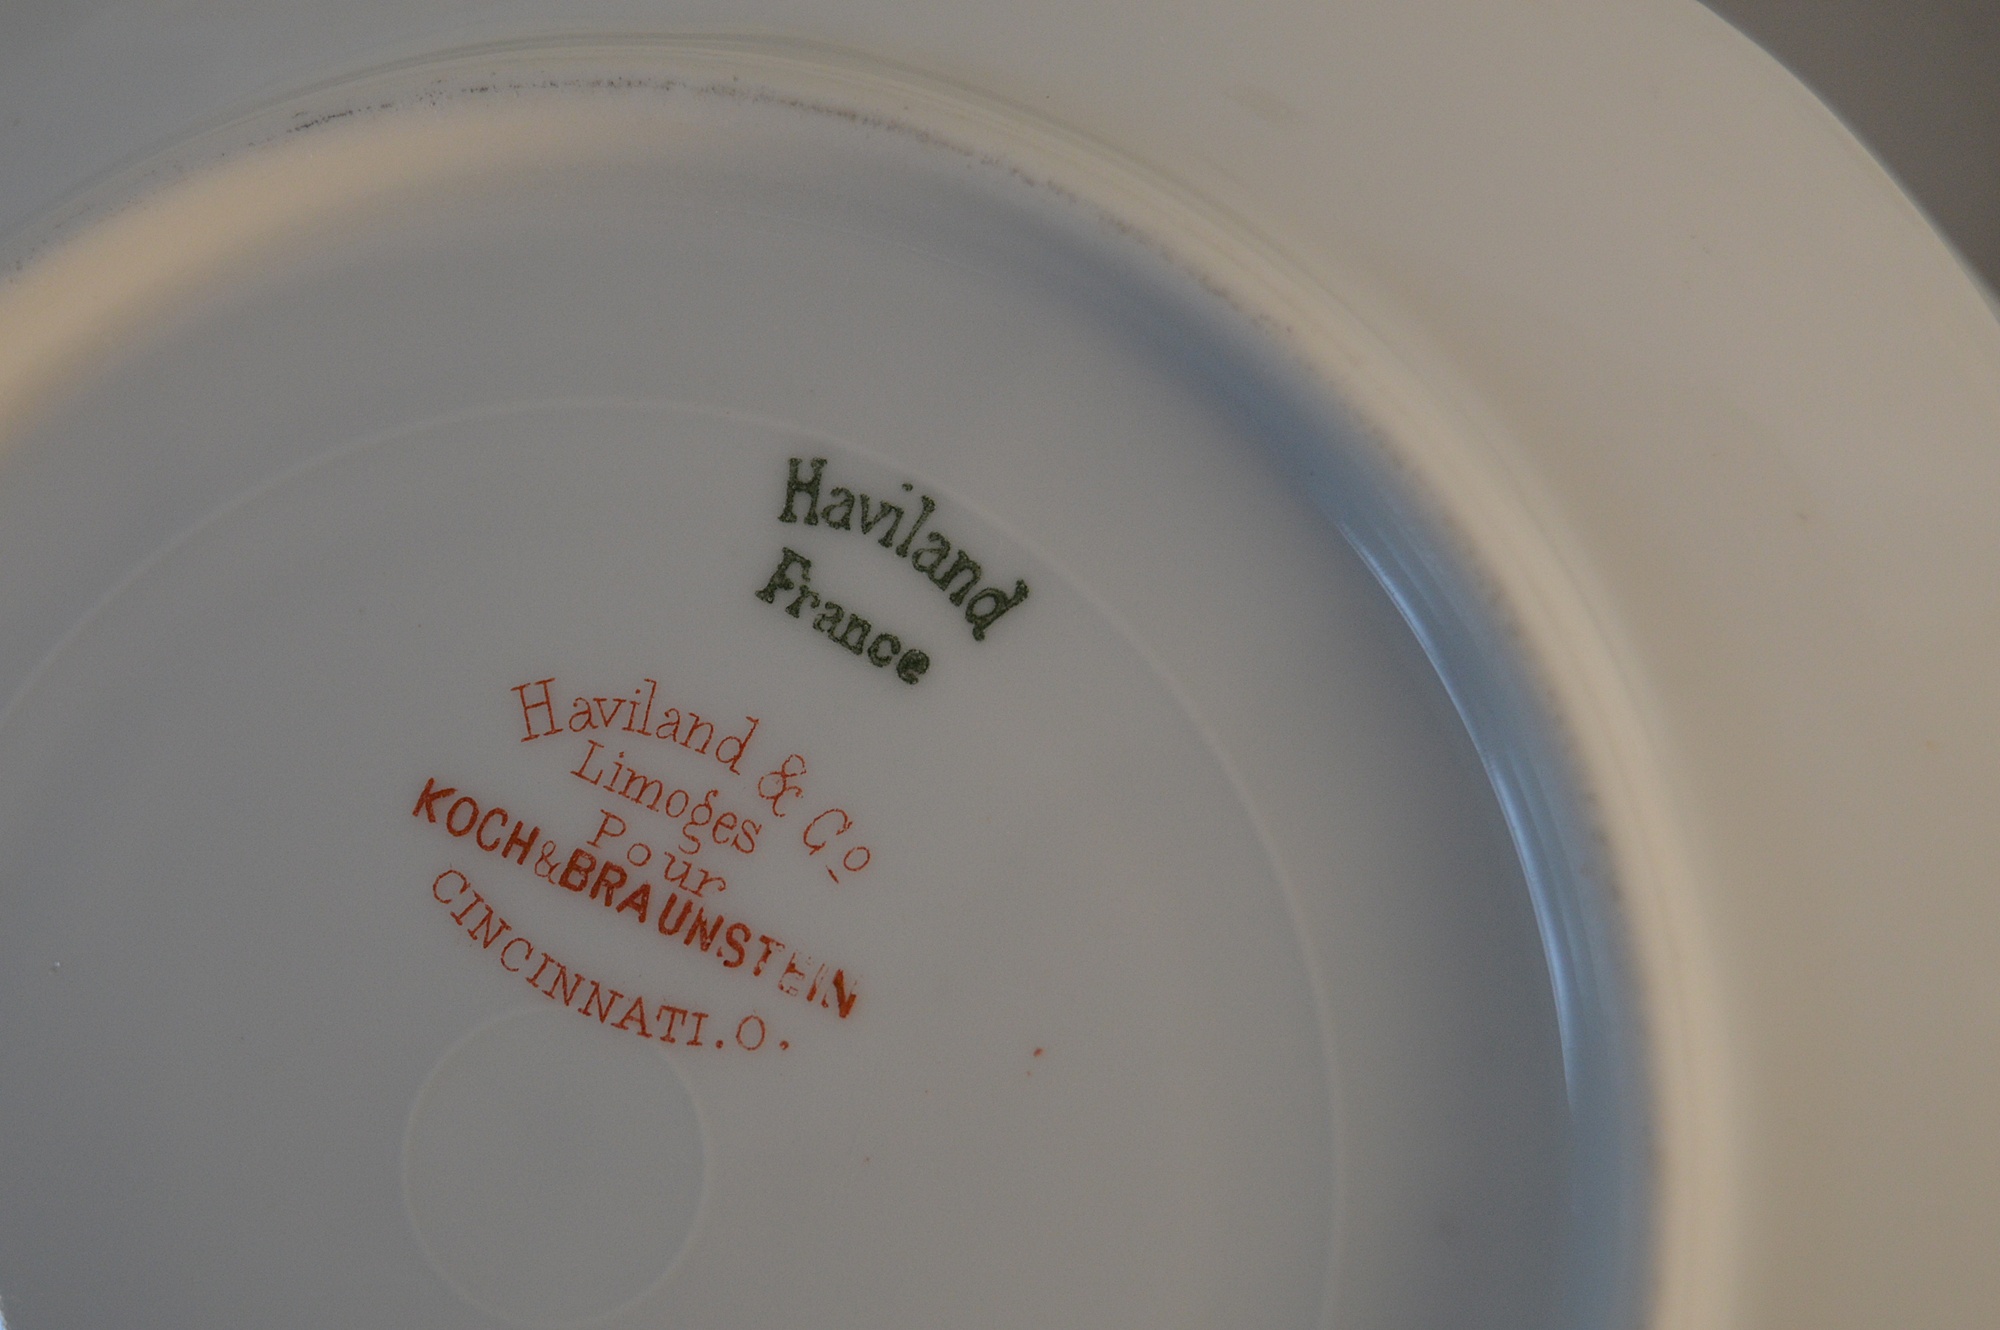 Haviland
France
Haviland & Co
Limoges
Pour
KOCH & BRAUNSTEIN
CINCINNATI. O.